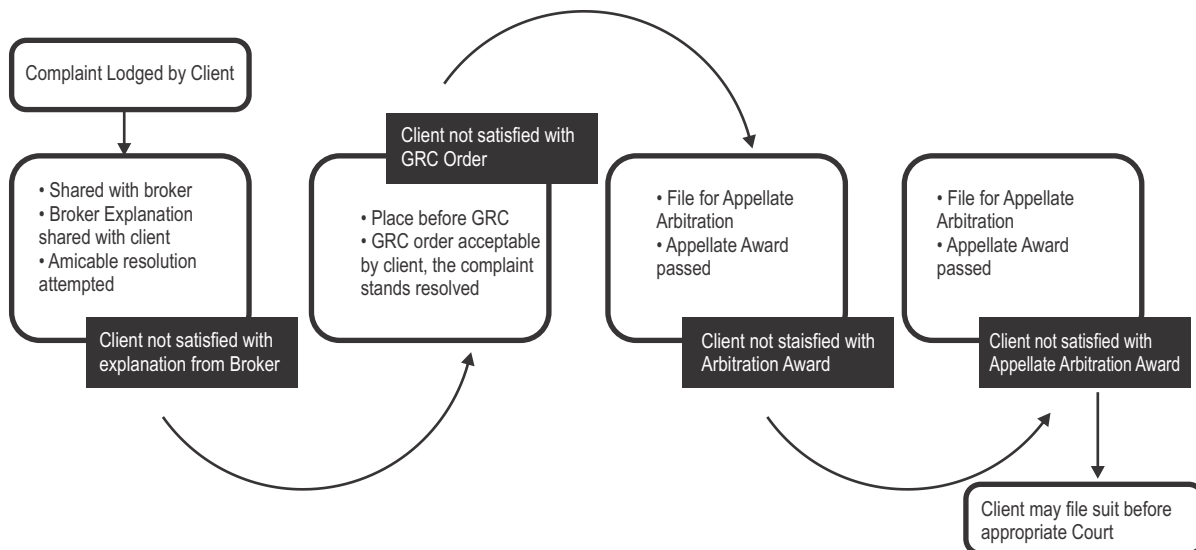 Complaint Lodged by Client
• Shared with broker
• Broker Explanation
shared with client
• Amicable resolution
attempted
Client not satisfied with
explanation from Broker
Client not satisfied with
GRC Order
• Place before GRC
• GRC order acceptable
by client, the complaint
stands resolved
• File for Appellate
Arbitration
• Appellate Award
passed
Client not staisfied with
Arbitration Award
• File for Appellate
Arbitration
• Appellate Award
passed
Client not satisfied with
Appellate Arbitration Award
Client may file suit before
appropriate Court